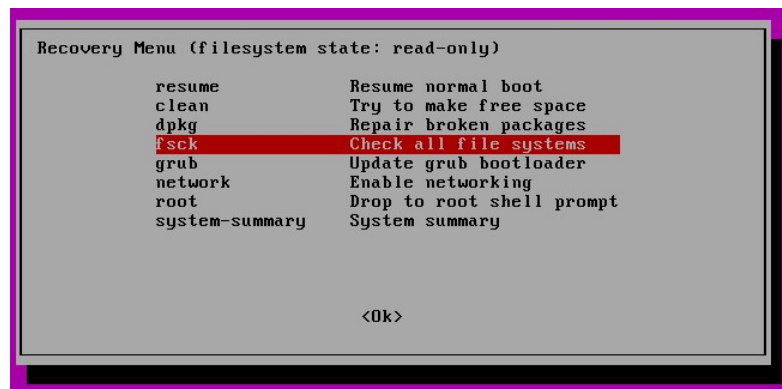 Recovery Menu (filesystem state: read-only)
resume Resume normal boot
clean Try to make free space
dpkg Repair broken packages
fsck Check all file systems
grub Update grub bootloader
network Enable networking
root Drop to root shell prompt
system-summary System summary
<Ok>